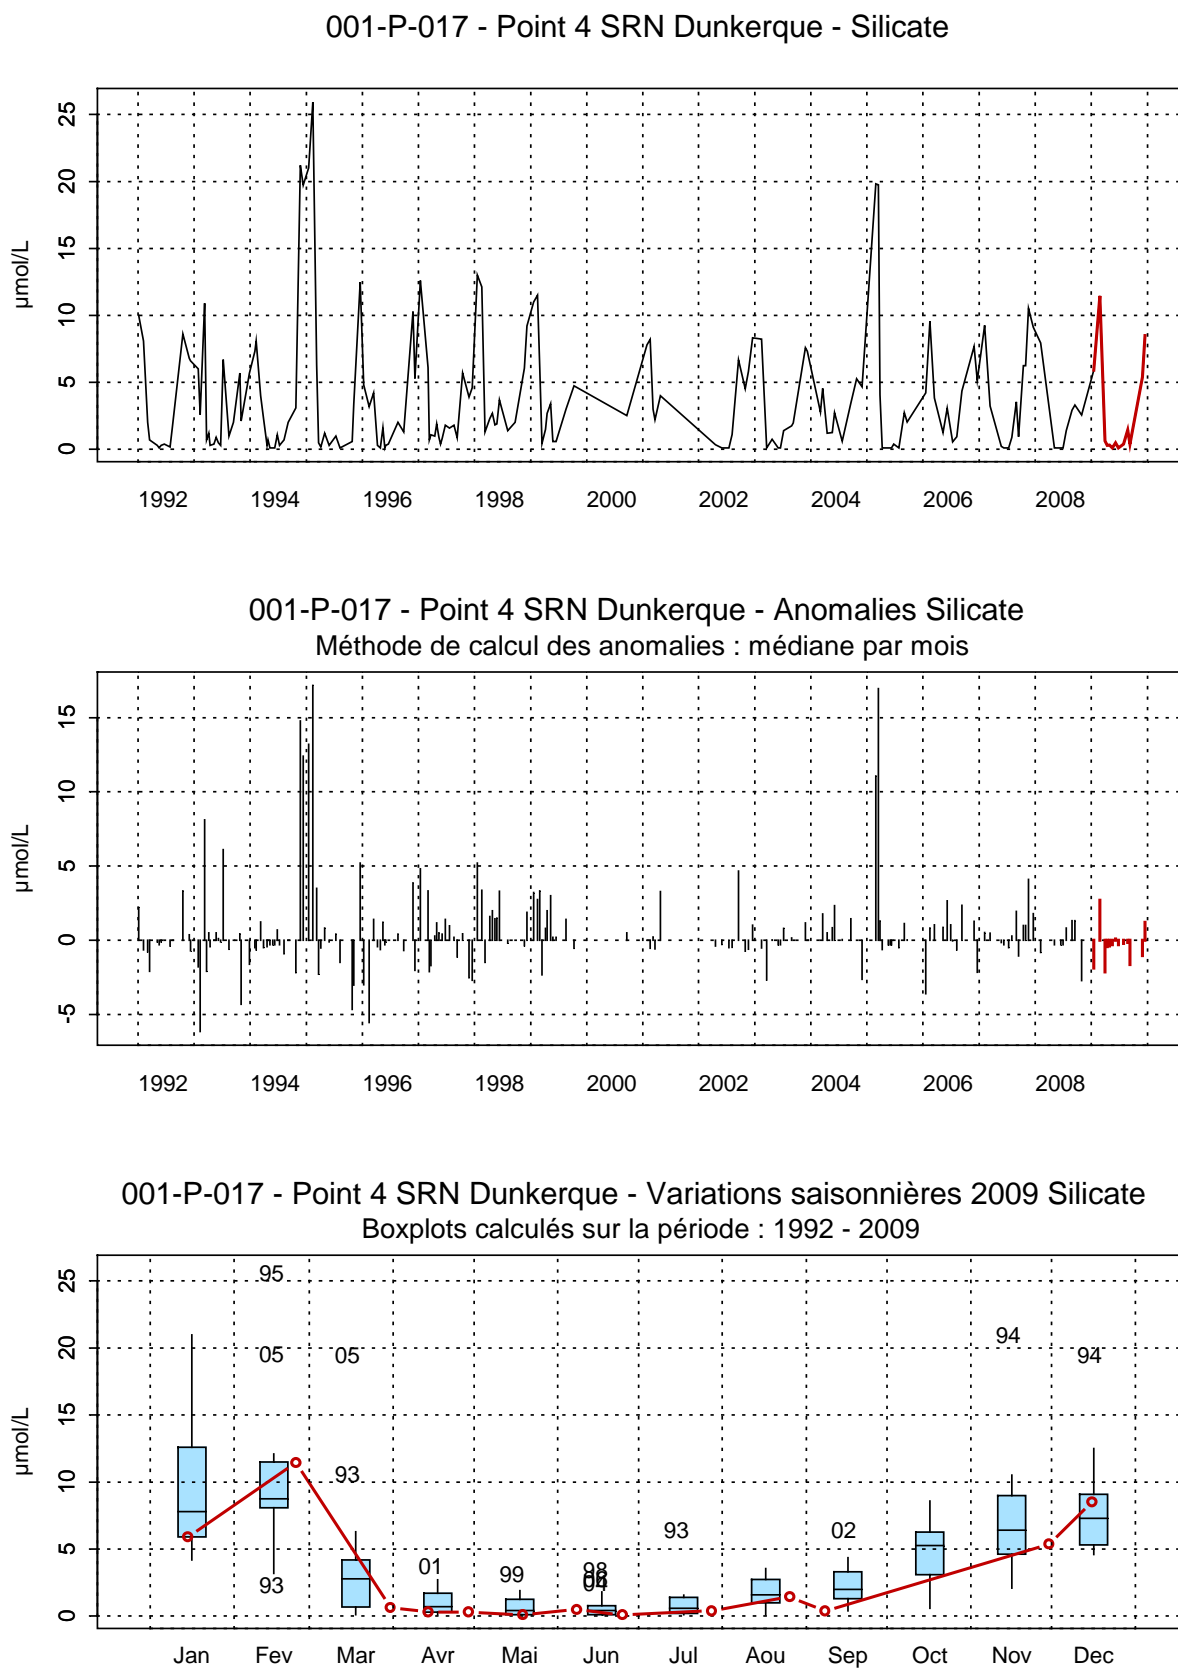 001-P-017 - Point 4 SRN Dunkerque - Silicate
25
20
15
10
5
0
µmol/L
1992 1994 1996 1998 2000 2002 2004 2006 2008
001-P-017 - Point 4 SRN Dunkerque - Anomalies Silicate
Méthode de calcul des anomalies : médiane par mois
15
10
5
0
-5
µmol/L
1992 1994 1996 1998 2000 2002 2004 2006 2008
001-P-017 - Point 4 SRN Dunkerque - Variations saisonnières 2009 Silicate
Boxplots calculés sur la période : 1992 - 2009
25
20
15
10
5
0
µmol/L
95
94
05 05 94
93
93 02
01 99 98
93 04
Jan Fev Mar Avr Mai Jun Jul Aou Sep Oct Nov Dec